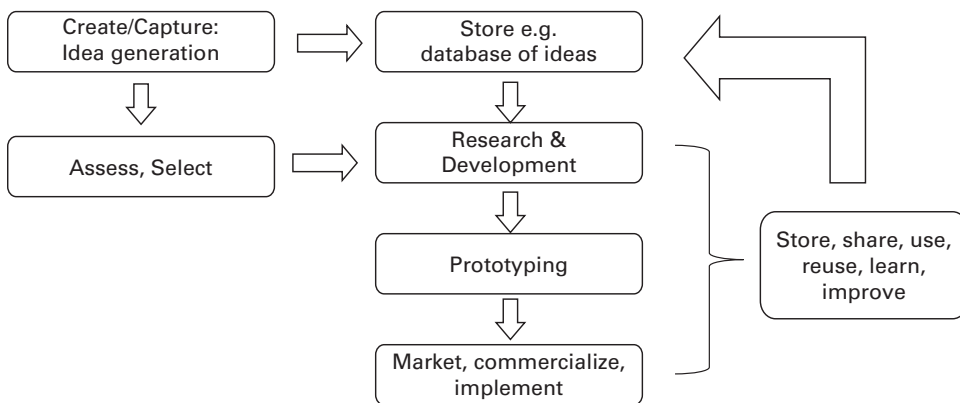 Create/Capture:
Idea generation
Store e.g.
database of ideas
Assess, Select
Research &
Development
Prototyping
Market, commercialize,
implement
Store, share, use,
reuse, learn,
improve